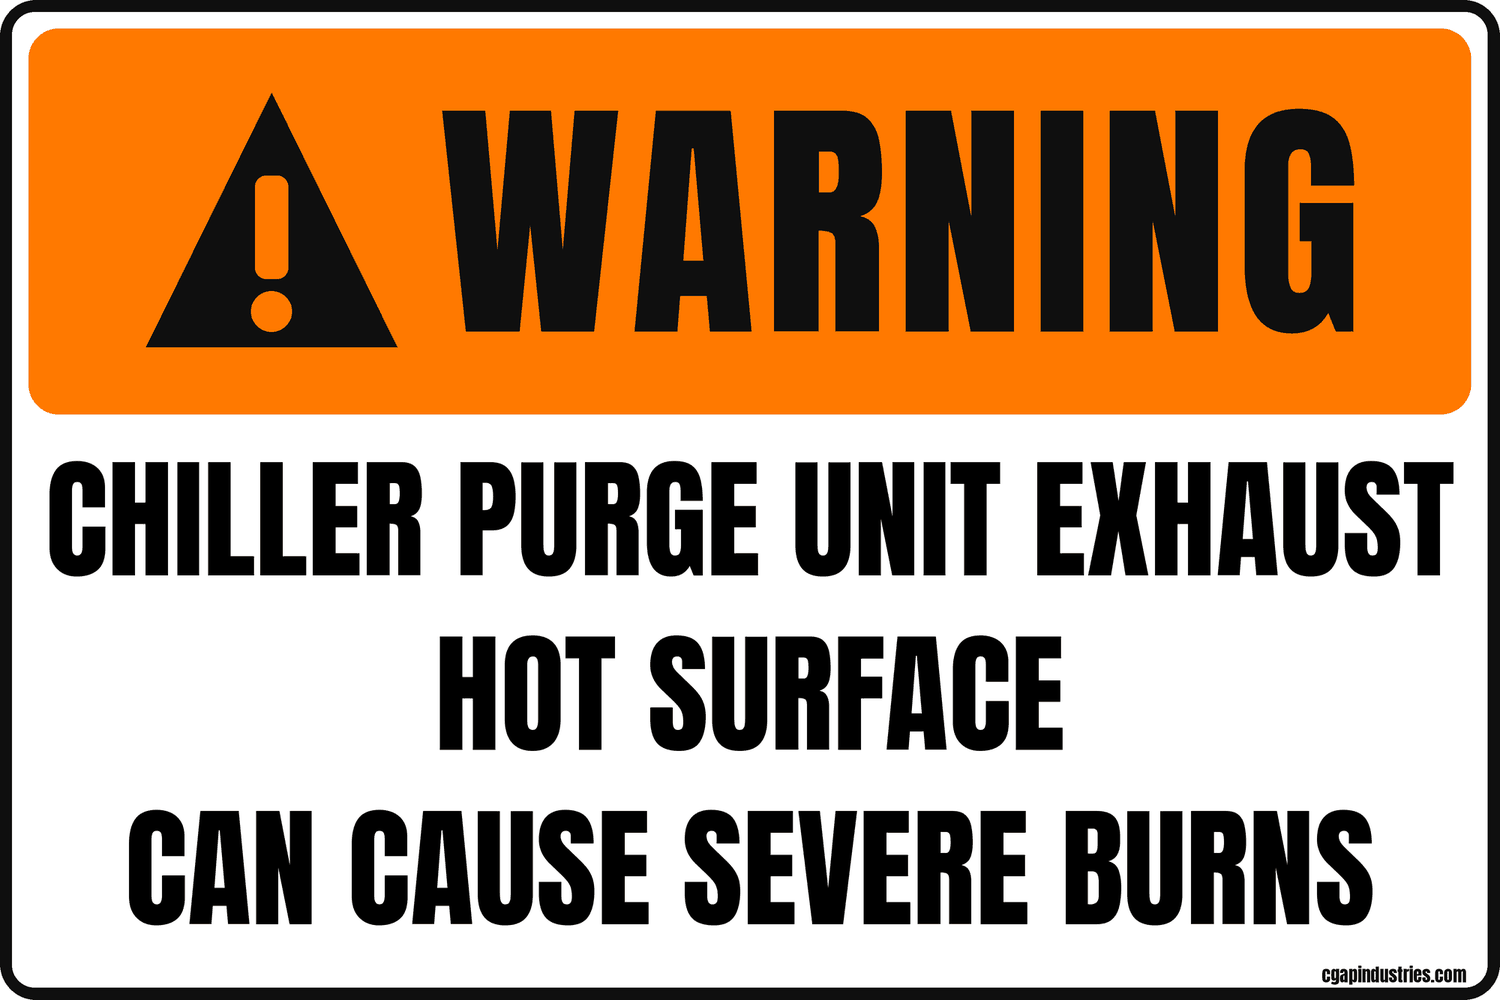 WARNING
CHILLER PURGE UNIT EXHAUST
HOT SURFACE
CAN CAUSE SEVERE BURNS
cgapindustries.com